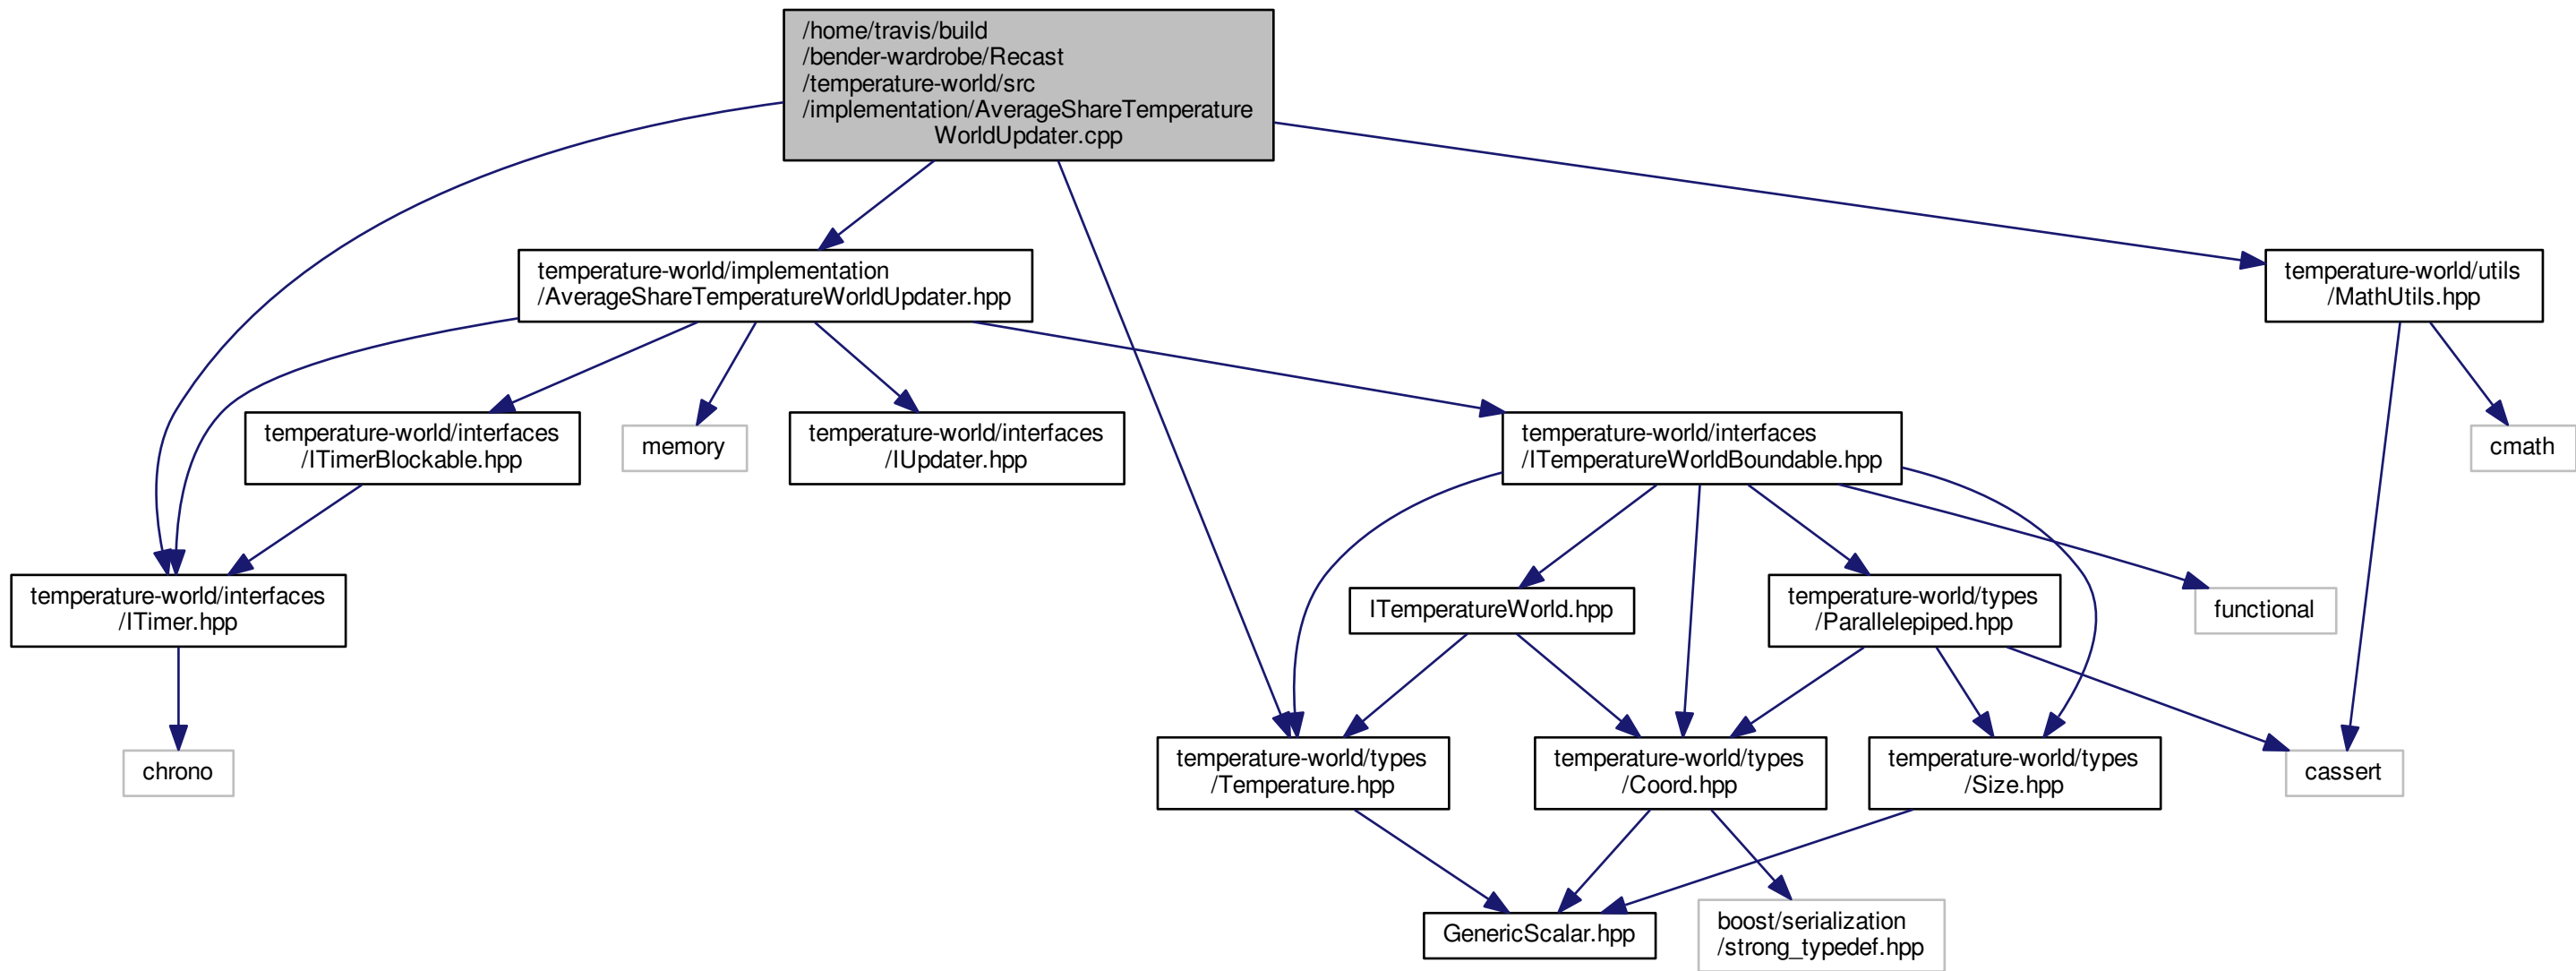 /home/travis/build
/bender-wardrobe/Recast
/temperature-world/src
/implementation/AverageShareTemperature
WorldUpdater.cpp
temperature-world/implementation
/AverageShareTemperatureWorldUpdater.hpp
temperature-world/utils
/MathUtils.hpp
temperature-world/interfaces
/ITimerBlockable.hpp
memory
temperature-world/interfaces
/IUpdater.hpp
temperature-world/interfaces
/ITemperatureWorldBoundable.hpp
cmath
temperature-world/interfaces
/ITimer.hpp
ITemperatureWorld.hpp
temperature-world/types
/Parallelepiped.hpp
functional
chrono
temperature-world/types
/Temperature.hpp
temperature-world/types
/Coord.hpp
temperature-world/types
/Size.hpp
cassert
GenericScalar.hpp
boost/serialization
/strong_typedef.hpp